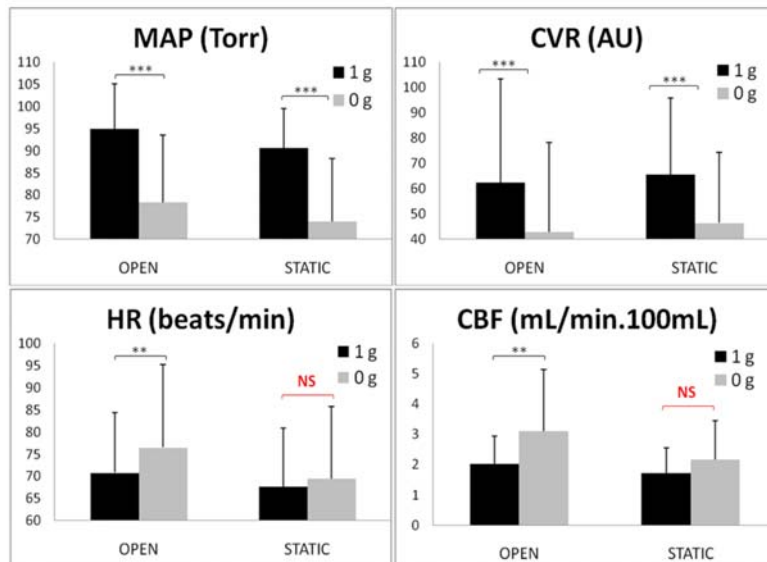 MAP (Torr)
110
105
100
95
90
85
80
75
70
***
***
1 g
0 g
OPEN
STATIC
CVR (AU)
110
100
90
80
70
60
50
40
***
***
1 g
0 g
OPEN
STATIC
HR (beats/min)
100
95
90
85
80
75
70
65
60
**
NS
1 g
0 g
OPEN
STATIC
CBF (mL/min.100mL)
6
5
4
3
2
1
0
**
NS
1 g
0 g
OPEN
STATIC